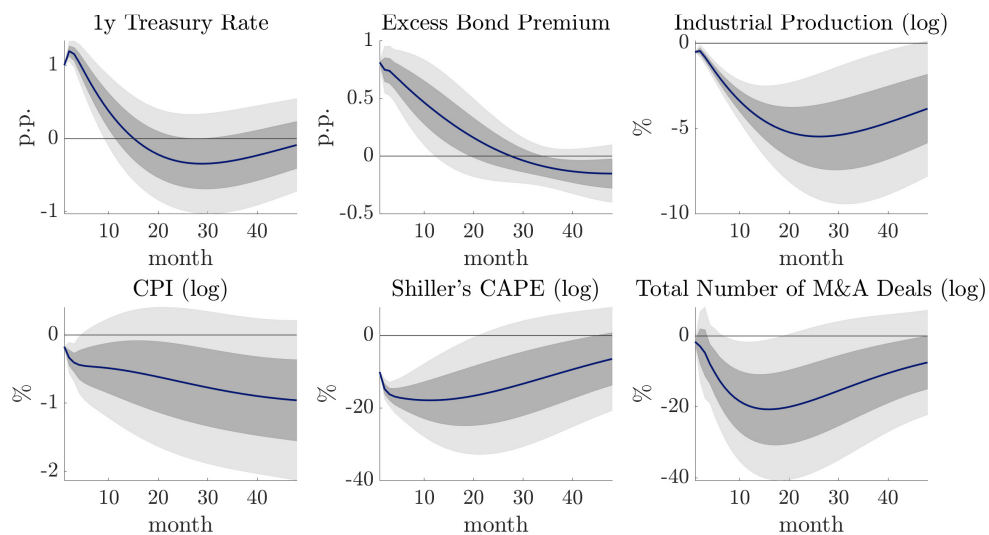 1y Treasury Rate
p.p.
1
0
-1
10 20 30 40
month
Excess Bond Premium
p.p.
1
0.5
0
-0.5
10 20 30 40
month
Industrial Production (log)
%
0
-5
-10
10 20 30 40
month
CPI (log)
%
0
-1
-2
10 20 30 40
month
Shiller's CAPE (log)
%
0
-20
-40
10 20 30 40
month
Total Number of M&A Deals (log)
%
0
-20
-40
10 20 30 40
month